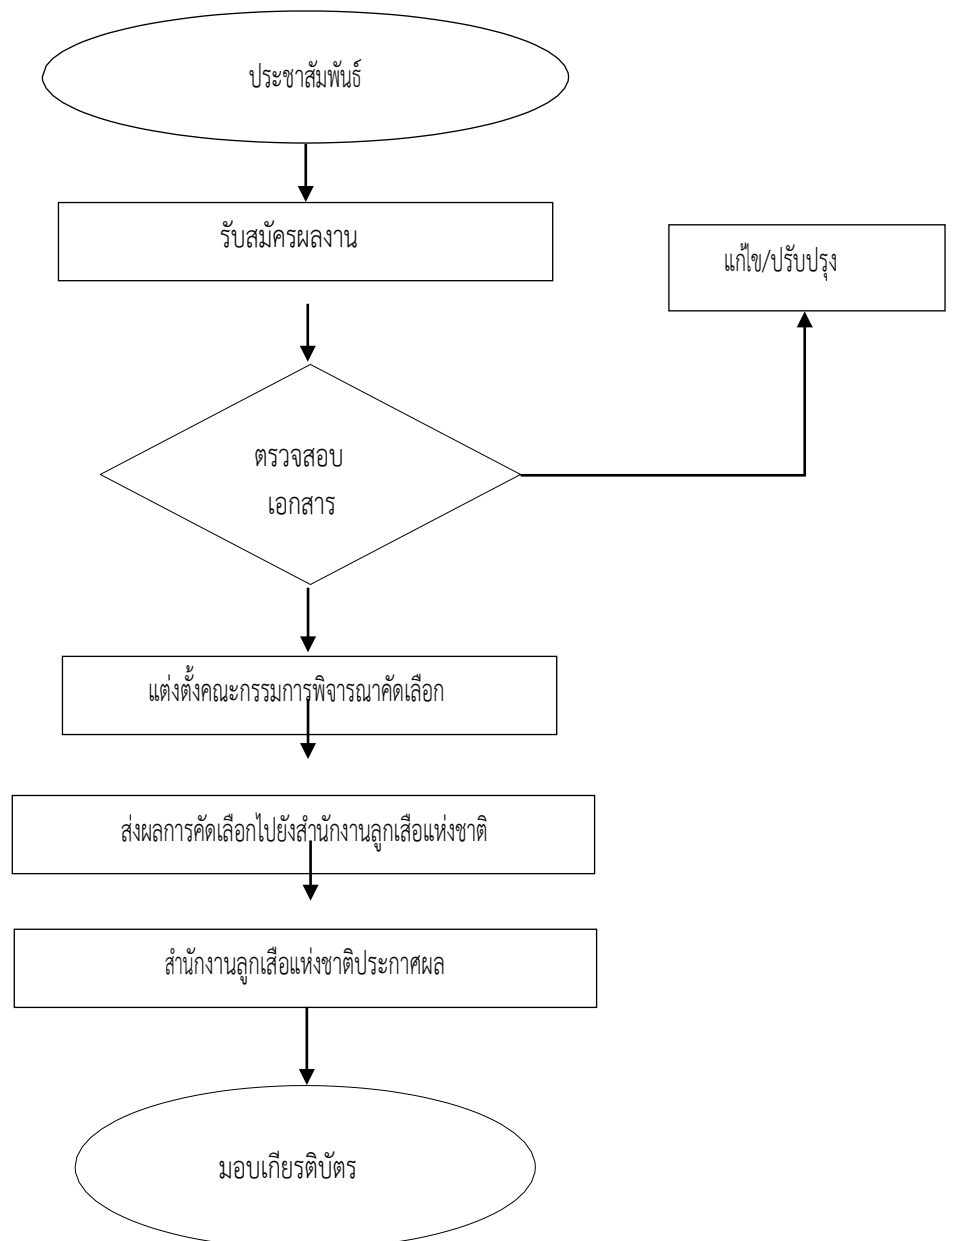 ประชาสัมพันธ์
รับสมัครผลงาน
แก้ไข/ปรับปรุง
ตรวจสอบ
เอกสาร
แต่งตั้งคณะกรรมการพิจารณาคัดเลือก
ส่งผลการคัดเลือกไปยังสำนักงานลูกเสือแห่งชาติ
สำนักงานลูกเสือแห่งชาติประกาศผล
มอบเกียรติบัตร